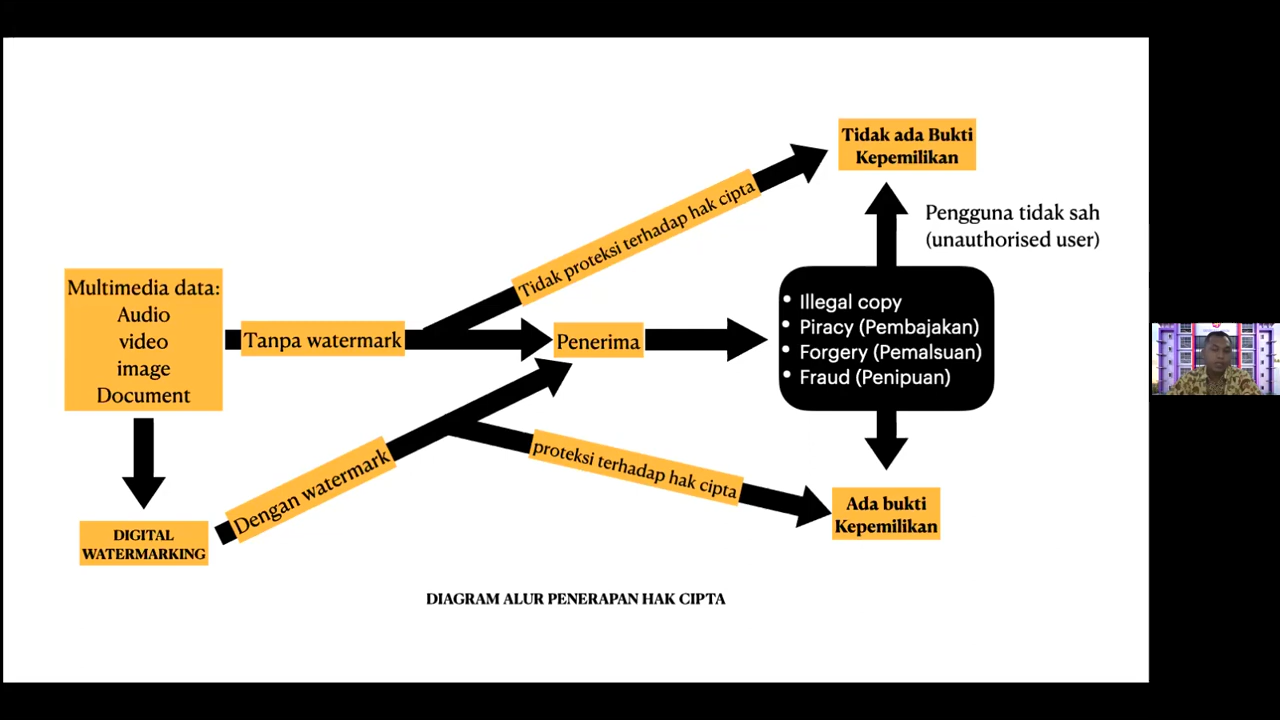 Tidak ada Bukti
Kepemilikan
Tidak proteksi terhadap hak cipta
Pengguna tidak sah
(unauthorised user)
Multimedia data:
Audio
video
image
Document
Tanpa watermark
Penerima
• Illegal copy
• Piracy (Pembajakan)
• Forgery (Pemalsuan)
• Fraud (Penipuan)
Dengan watermark
proteksi terhadap hak cipta
Ada bukti
Kepemilikan
DIGITAL
WATERMARKING
DIAGRAM ALUR PENERAPAN HAK CIPTA